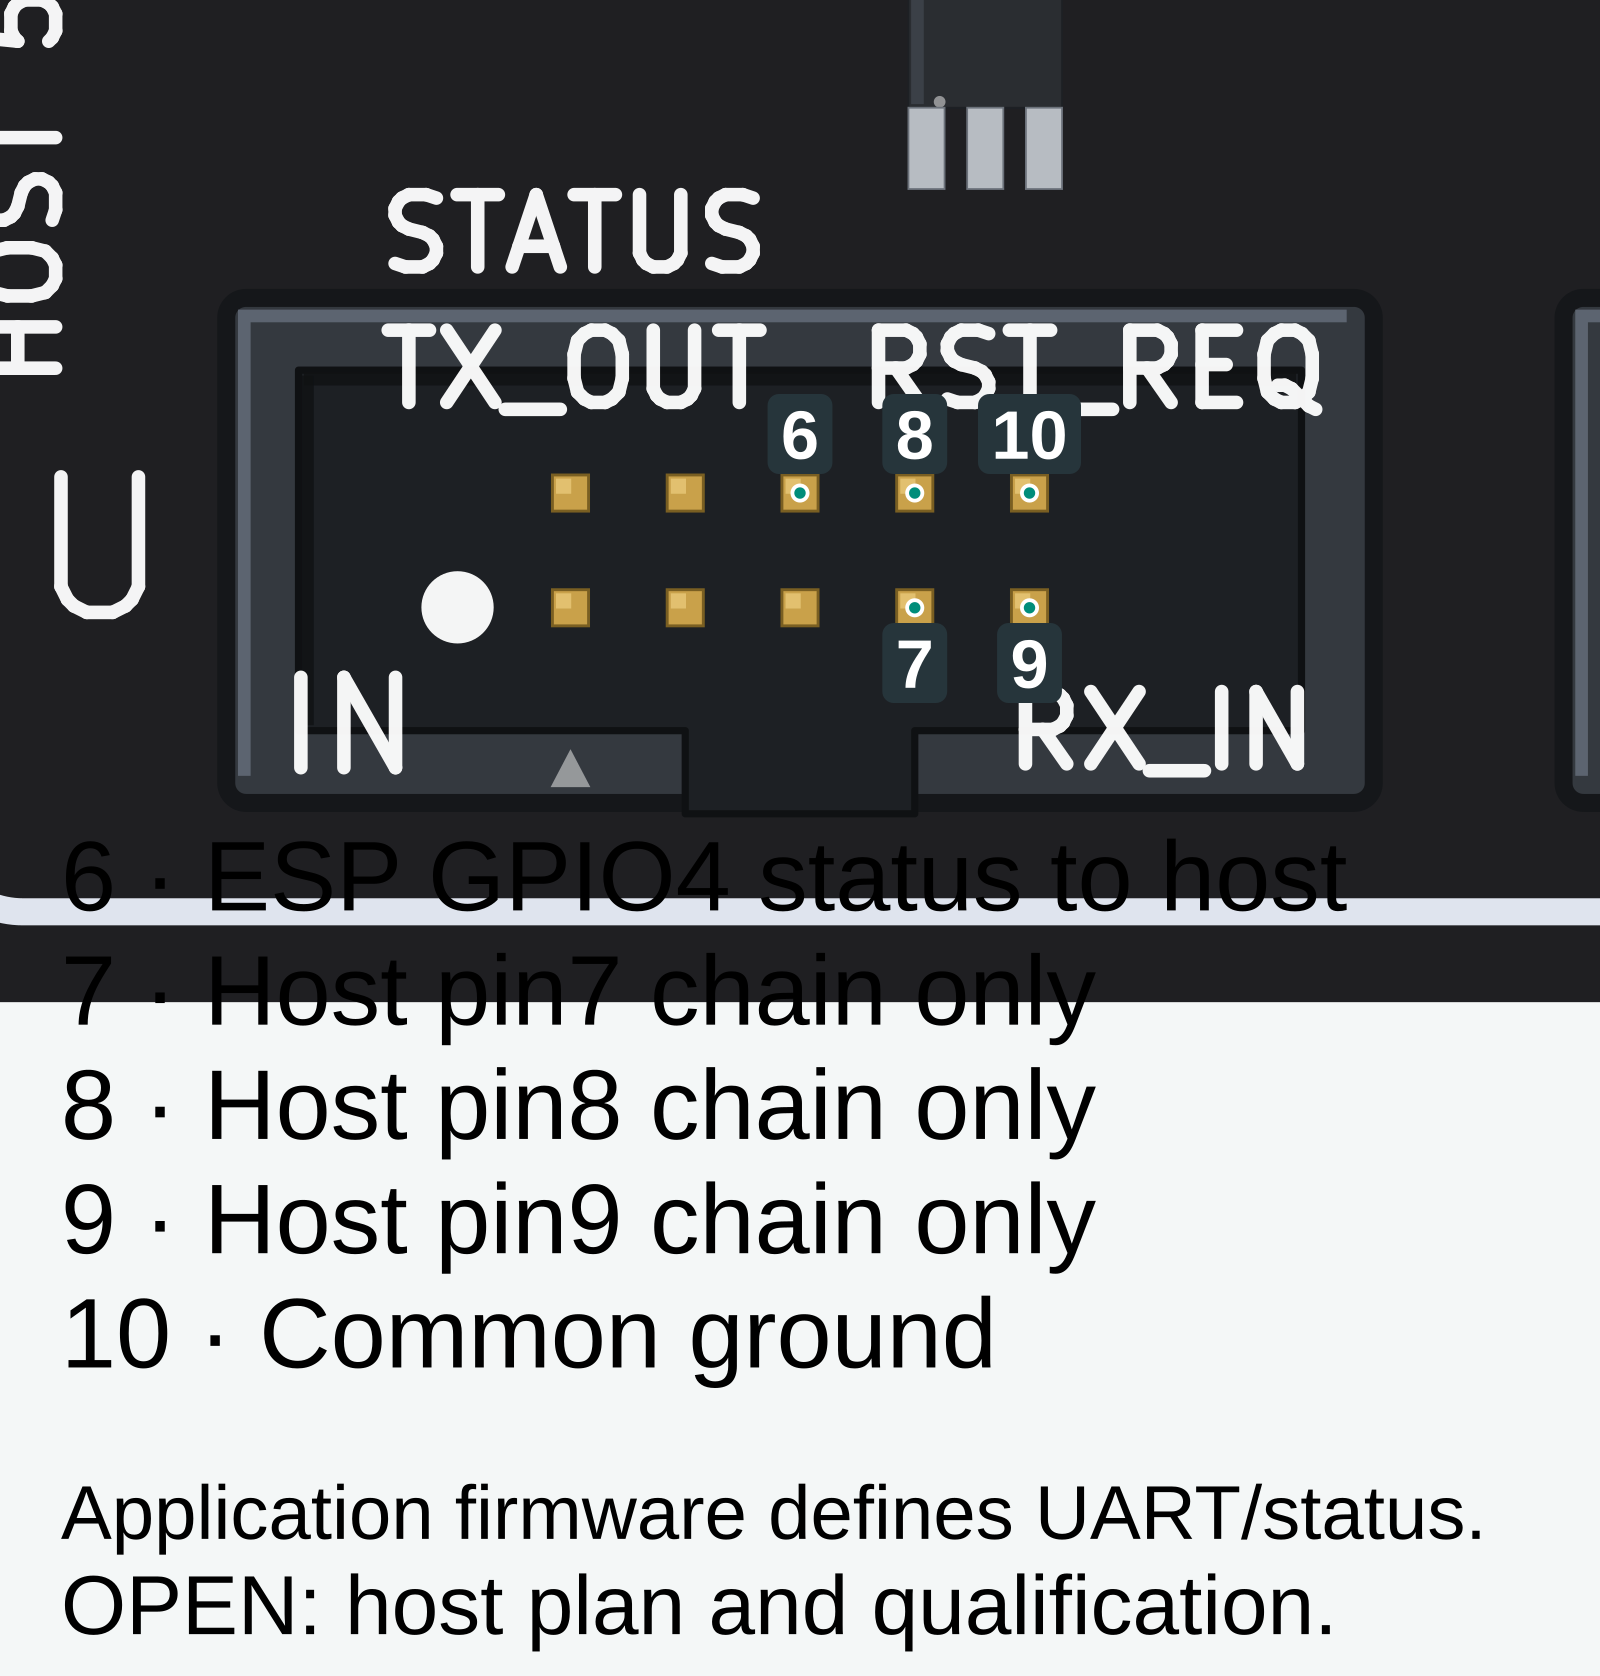 HOST 5
STATUS
TX_OUT RST_REQ
6 8 10
U
7 9
IN RX_IN
6 · ESP GPIO4 status to host
7 · Host pin7 chain only
8 · Host pin8 chain only
9 · Host pin9 chain only
10 · Common ground
Application firmware defines UART/status.
OPEN: host plan and qualification.